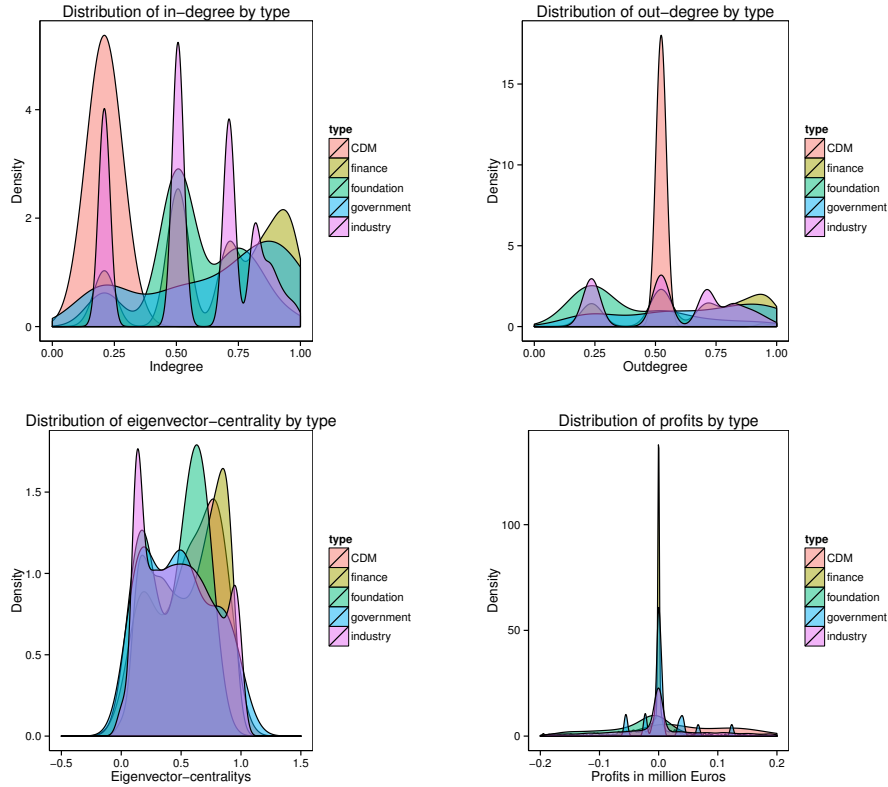 Distribution of in-degree by type
Density
4
2
0
0.00 0.25 0.50 0.75 1.00
Indegree
type
CDM
finance
foundation
government
industry
Distribution of out-degree by type
Density
15
10
5
0
0.00 0.25 0.50 0.75 1.00
Outdegree
type
CDM
finance
foundation
government
industry
Distribution of eigenvector-centrality by type
Density
1.5
1.0
0.5
0.0
-0.5 0.0 0.5 1.0 1.5
Eigenvector-centralitys
type
CDM
finance
foundation
government
industry
Distribution of profits by type
Density
100
50
0
-0.2 -0.1 0.0 0.1 0.2
Profits in million Euros
type
CDM
finance
foundation
government
industry